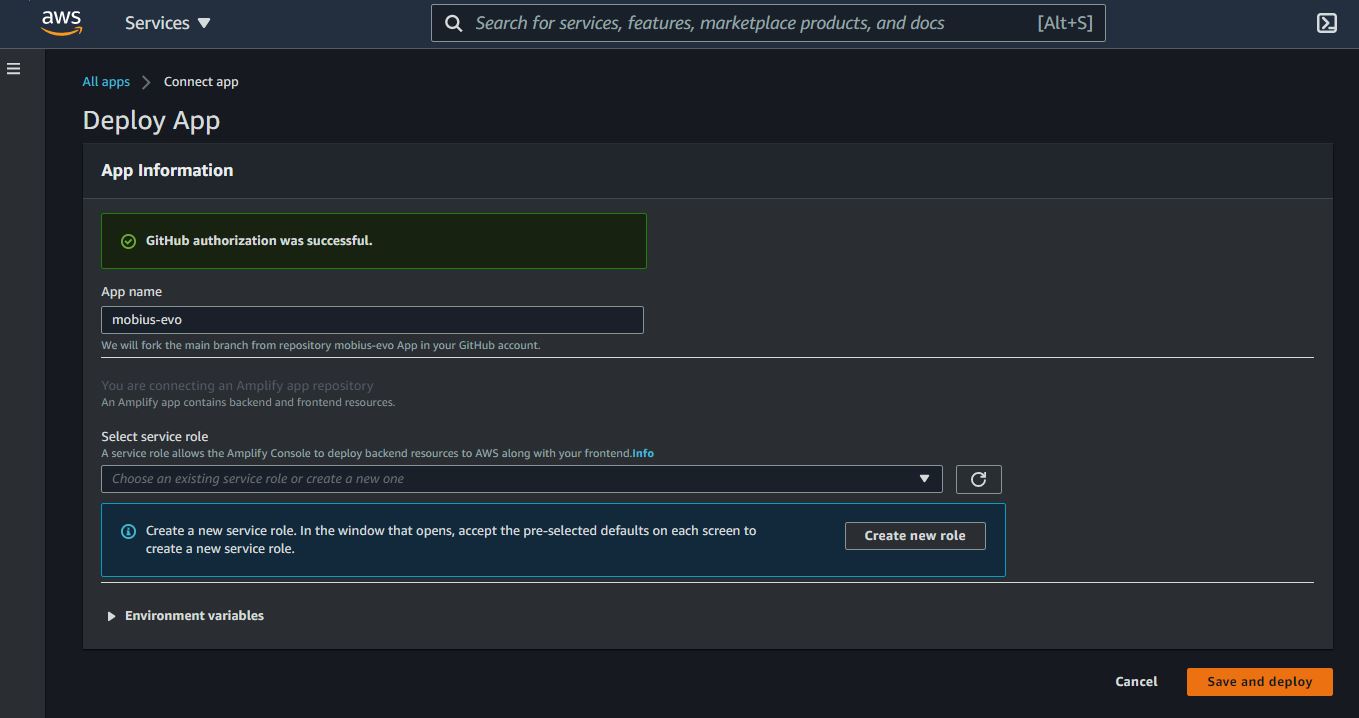 aws
Services
Search for services, features, marketplace products, and docs
[Alt+S]
All apps
Connect app
Deploy App
App Information
GitHub authorization was successful.
App name
mobius-evo
We will fork the main branch from repository mobius-evo App in your GitHub account.
You are connecting an Amplify app repository
An Amplify app contains backend and frontend resources.
Select service role
A service role allows the Amplify Console to deploy backend resources to AWS along with your frontend.Info
Choose an existing service role or create a new one
Create a new service role. In the window that opens, accept the pre-selected defaults on each screen to
create a new service role.
Create new role
Environment variables
Cancel
Save and deploy